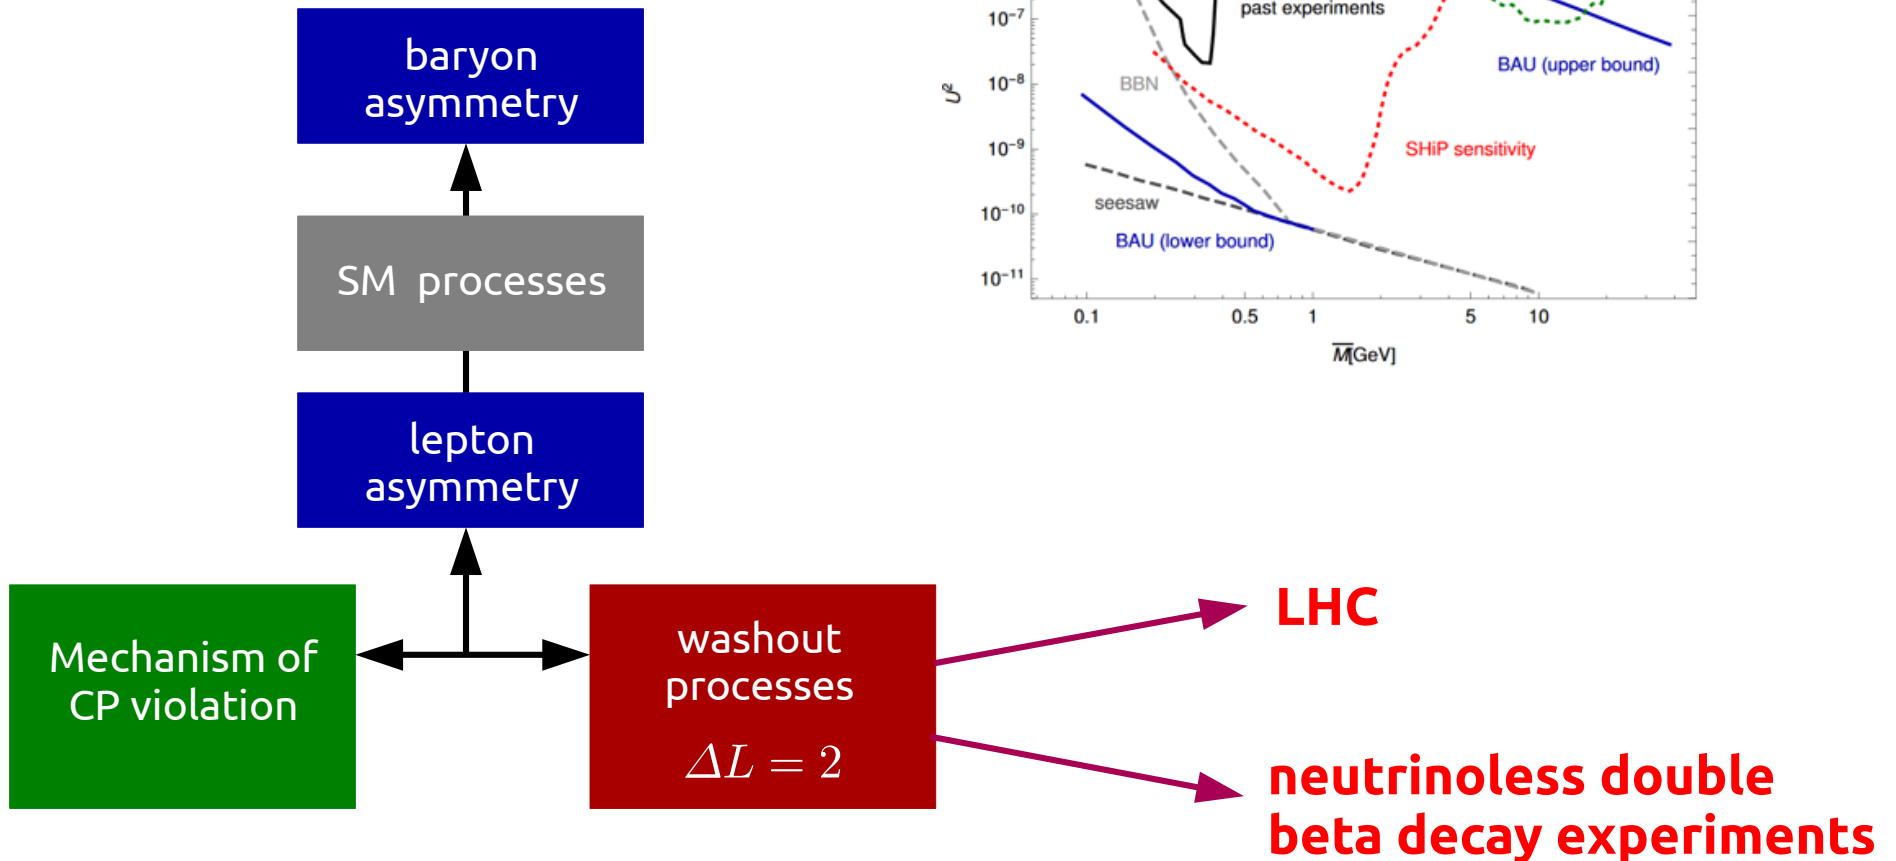 baryon
asymmetry
SM processes
lepton
asymmetry
Mechanism of
CP violation
washout
processes
ΔL = 2
LHC
neutrinoless double
beta decay experiments
past experiments
BAU (upper bound)
BBN
SHiP sensitivity
seesaw
BAU (lower bound)
U²
10⁻⁷
10⁻⁸
10⁻⁹
10⁻¹⁰
10⁻¹¹
0.1 0.5 1 5 10
M̅[GeV]